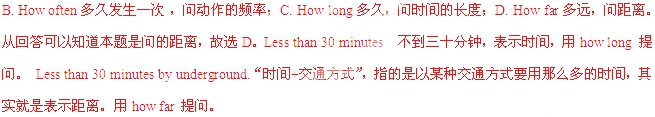 B. How often 多久发生一次 ，问动作的频率；C. How long 多久，问时间的长度；D. How far 多远，问距离。
从回答可以知道本题是问的距离，故选 D。Less than 30 minutes 不到三十分钟，表示时间，用 how long 提
问。 Less than 30 minutes by underground.“时间+交通方式”，指的是以某种交通方式要用那么多的时间，其
实就是表示距离。用 how far 提问。